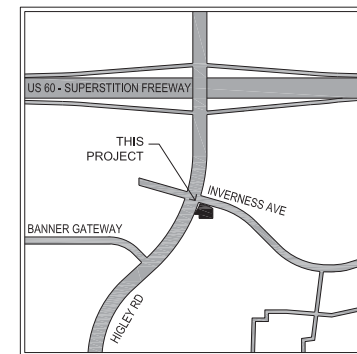 US 60 - SUPERSTITION FREEWAY
THIS
PROJECT
INVERNESS AVE
BANNER GATEWAY
HIGLEY RD